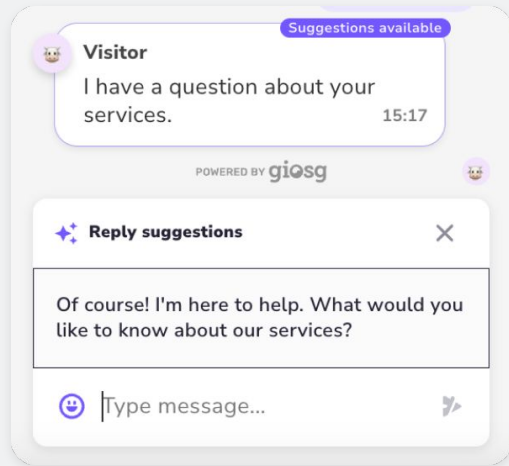 Suggestions available
Visitor
I have a question about your
services.
15:17
POWERED BY giosg
Reply suggestions
Of course! I'm here to help. What would you
like to know about our services?
Type message...